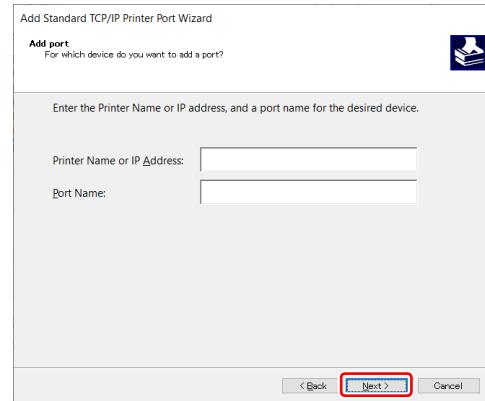 Add Standard TCP/IP Printer Port Wizard
Add port
For which device do you want to add a port?
Enter the Printer Name or IP address, and a port name for the desired device.
Printer Name or IP Address:
Port Name:
< Back Next > Cancel